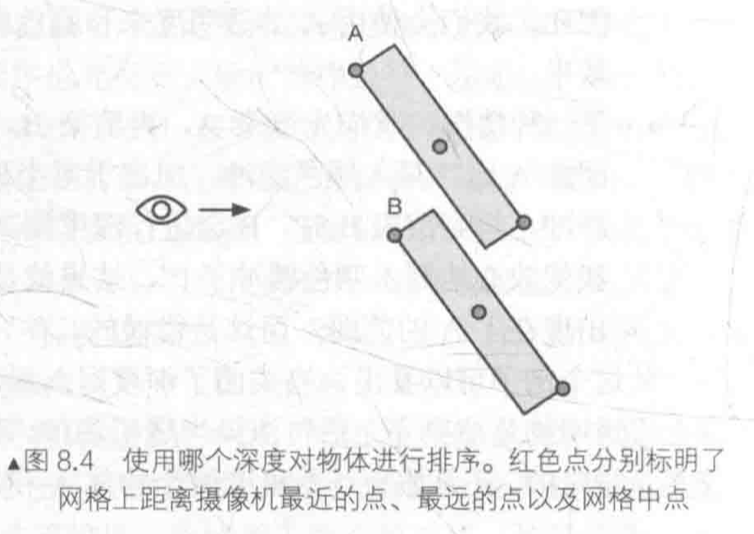 A
B
▲图 8.4 使用哪个深度对物体进行排序。红色点分别标明了
网格上距离摄像机最近的点、最远的点以及网格中点